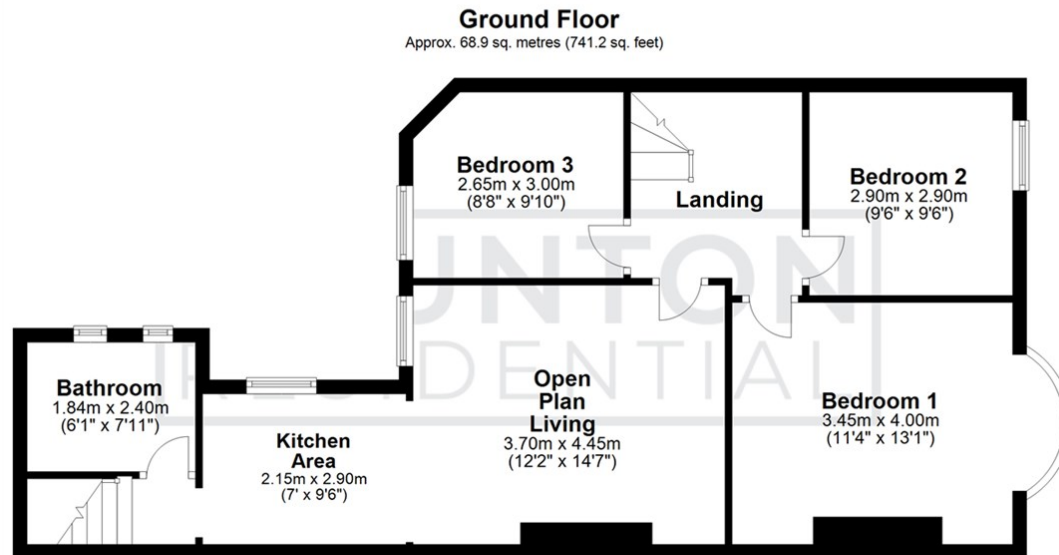 Ground Floor
Approx. 68.9 sq. metres (741.2 sq. feet)
Bedroom 3
2.65m x 3.00m
(8'8" x 9'10")
Landing
Bedroom 2
2.90m x 2.90m
(9'6" x 9'6")
Bathroom
1.84m x 2.40m
(6'1" x 7'11")
Kitchen
Area
2.15m x 2.90m
(7' x 9'6")
Open
Plan
Living
3.70m x 4.45m
(12'2" x 14'7")
Bedroom 1
3.45m x 4.00m
(11'4" x 13'1")
UNTON
RESIDENTIAL